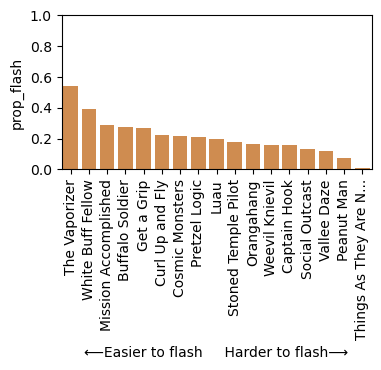 1.0
0.8
0.6
0.4
0.2
0.0
prop_flash
The Vaporizer
White Buff Fellow
Mission Accomplished
Buffalo Soldier
Get a Grip
Curl Up and Fly
Cosmic Monsters
Pretzel Logic
Luau
Stoned Temple Pilot
Orangahang
Weevil Knievil
Captain Hook
Social Outcast
Vallee Daze
Peanut Man
Things As They Are N...
⟵Easier to flash Harder to flash⟶